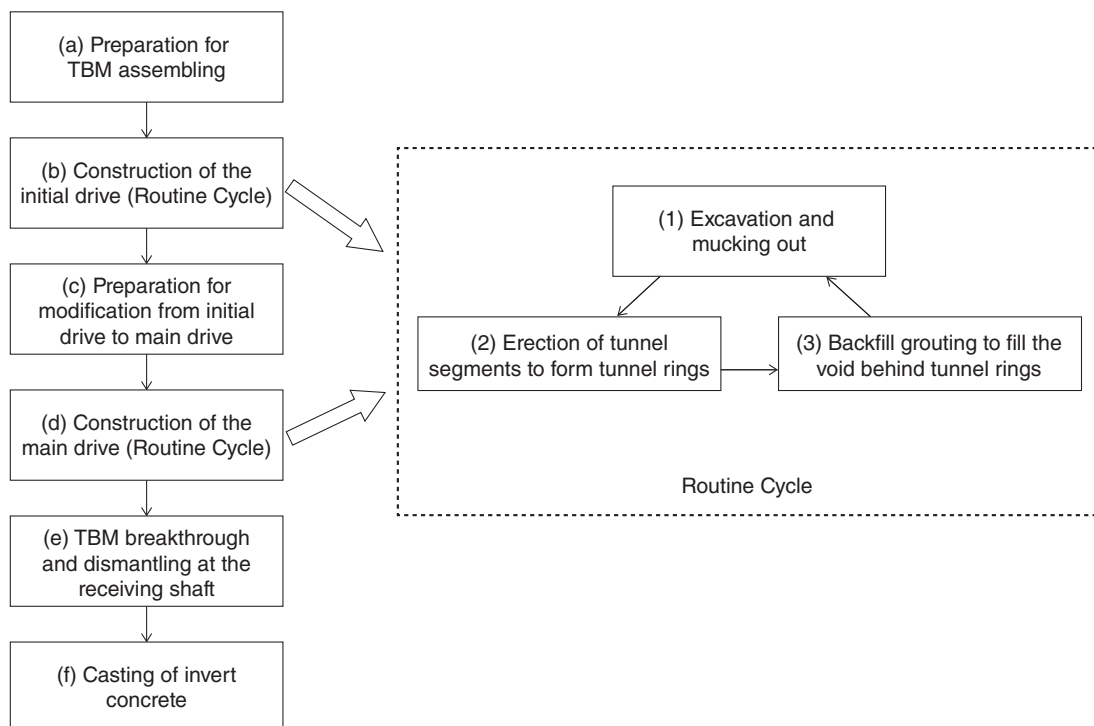 (a) Preparation for
TBM assembling
(b) Construction of the
initial drive (Routine Cycle)
(c) Preparation for
modification from initial
drive to main drive
(d) Construction of the
main drive (Routine Cycle)
(e) TBM breakthrough
and dismantling at the
receiving shaft
(f) Casting of invert
concrete
(1) Excavation and
mucking out
(2) Erection of tunnel
segments to form tunnel rings
(3) Backfill grouting to fill the
void behind tunnel rings
Routine Cycle